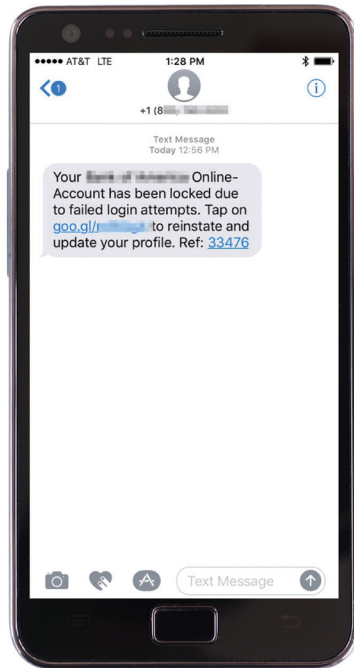 AT&T LTE
1:28 PM
1
i
+1 (8
Text Message
Today 12:56 PM
Your Online-
Account has been locked due
to failed login attempts. Tap on
goo.gl/ to reinstate and
update your profile. Ref: 33476
Text Message